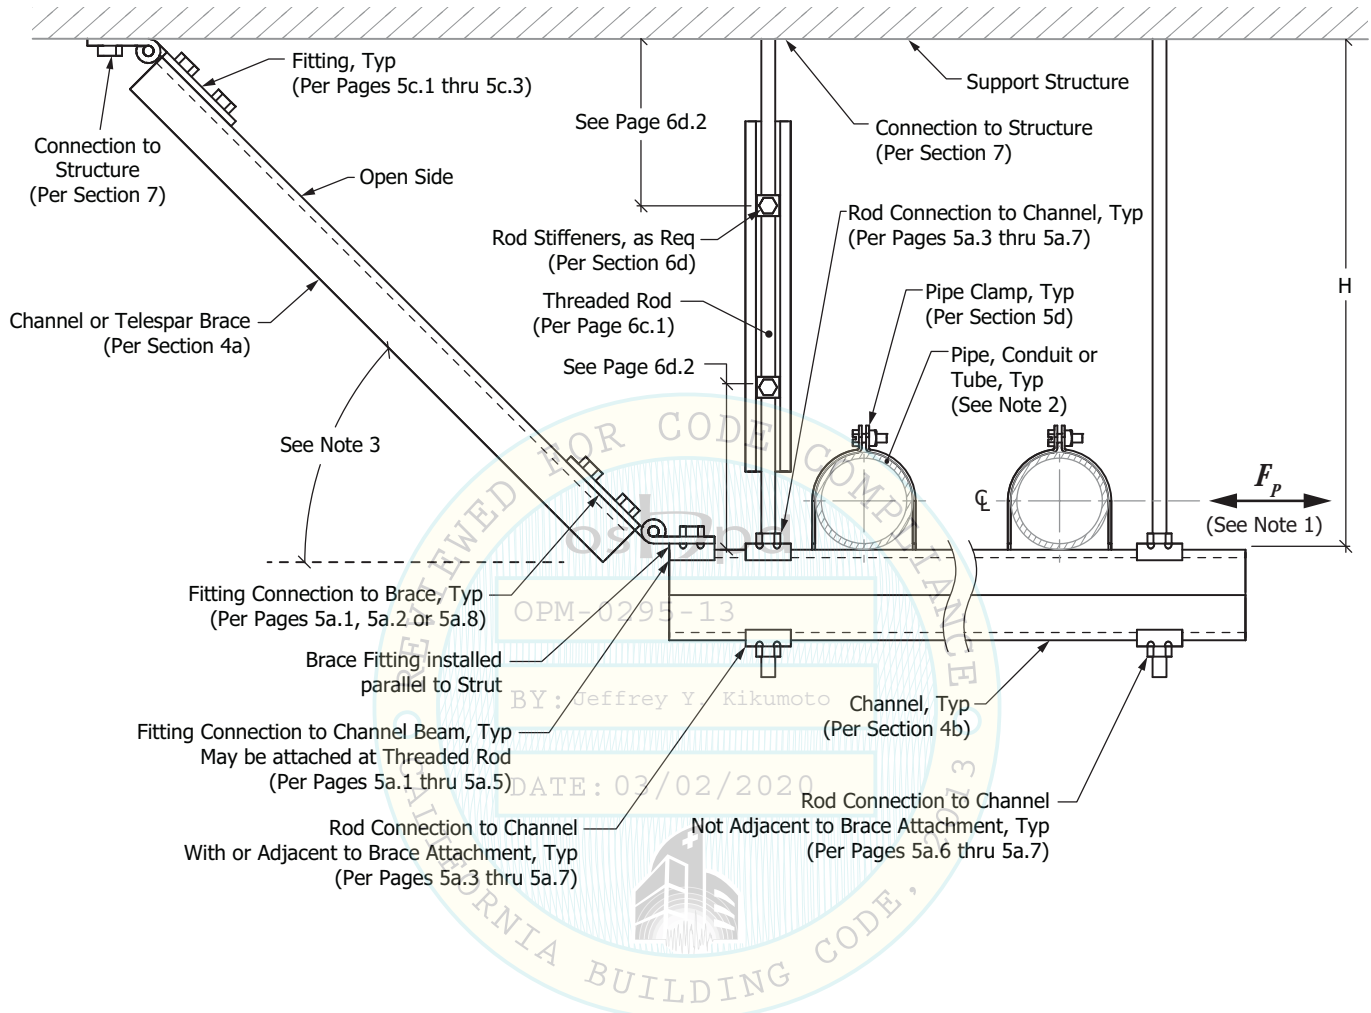 Fitting, Typ
(Per Pages 5c.1 thru 5c.3)
Support Structure
See Page 6d.2
Connection to Structure
(Per Section 7)
Connection to
Structure
(Per Section 7)
Open Side
Rod Connection to Channel, Typ
(Per Pages 5a.3 thru 5a.7)
Rod Stiffeners, as Req
(Per Section 6d)
H
Threaded Rod
(Per Page 6c.1)
Pipe Clamp, Typ
(Per Section 5d)
Channel or Telespar Brace
(Per Section 4a)
See Page 6d.2
Pipe, Conduit or
Tube, Typ
(See Note 2)
See Note 3
℄
Fp
(See Note 1)
REVIEWED FOR CODE COMPLIANCE
oshpd
Fitting Connection to Brace, Typ
(Per Pages 5a.1, 5a.2 or 5a.8)
OPM-0295-13
Brace Fitting installed
parallel to Strut
BY: Jeffrey Y. Kikumoto
Channel, Typ
(Per Section 4b)
Fitting Connection to Channel Beam, Typ
May be attached at Threaded Rod
(Per Pages 5a.1 thru 5a.5)
DATE: 03/02/2020
Rod Connection to Channel
Not Adjacent to Brace Attachment, Typ
(Per Pages 5a.6 thru 5a.7)
Rod Connection to Channel
With or Adjacent to Brace Attachment, Typ
(Per Pages 5a.3 thru 5a.7)
CALIFORNIA BUILDING CODE, 2013